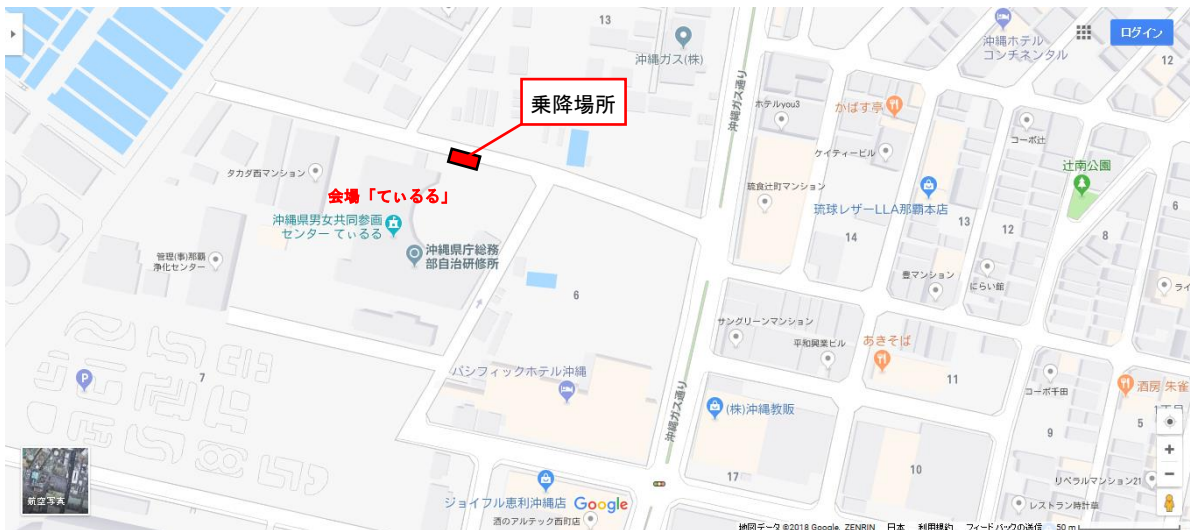 13
沖縄ガス(株)
沖縄ホテル
コンチネンタル
ログイン
12
乗降場所
沖縄ガス通り
ホテルyou3
かばす亭
コーポ辻
ケイティービル
辻南公園
タカダ西マンション
会場「てぃるる」
琉食辻町マンション
琉球レザーLLA那覇本店
沖縄県男女共同参画
センター てぃるる
沖縄県庁総務
部自治研修所
管理(事)那覇
浄化センター
14
13
12
8
6
豊マンション
にらい館
ライ
6
サングリーンマンション
平和興業ビル
あきそば
パシフィックホテル沖縄
7
P
11
コーポ千田
酒房 朱雀
沖縄ガス通り
(株)沖縄教販
9
5
17
10
リベラルマンション21
レストラン時計草
航空写真
ジョイフル恵利沖縄店
Google
酒のアルテック西町店
地図データ ©2018 Google, ZENRIN 日本 利用規約 フィードバックの送信 50 m